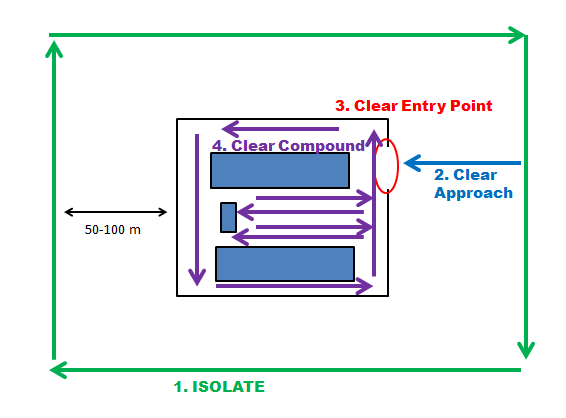 3. Clear Entry Point
4. Clear Compound
2. Clear
Approach
50-100 m
1. ISOLATE